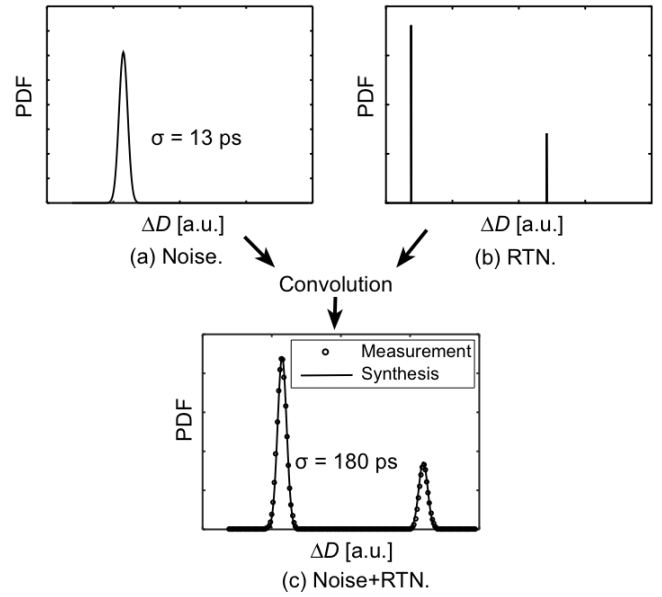 PDF
σ = 13 ps
ΔD [a.u.]
(a) Noise.
PDF
ΔD [a.u.]
(b) RTN.
Convolution
Measurement
Synthesis
PDF
σ = 180 ps
ΔD [a.u.]
(c) Noise+RTN.